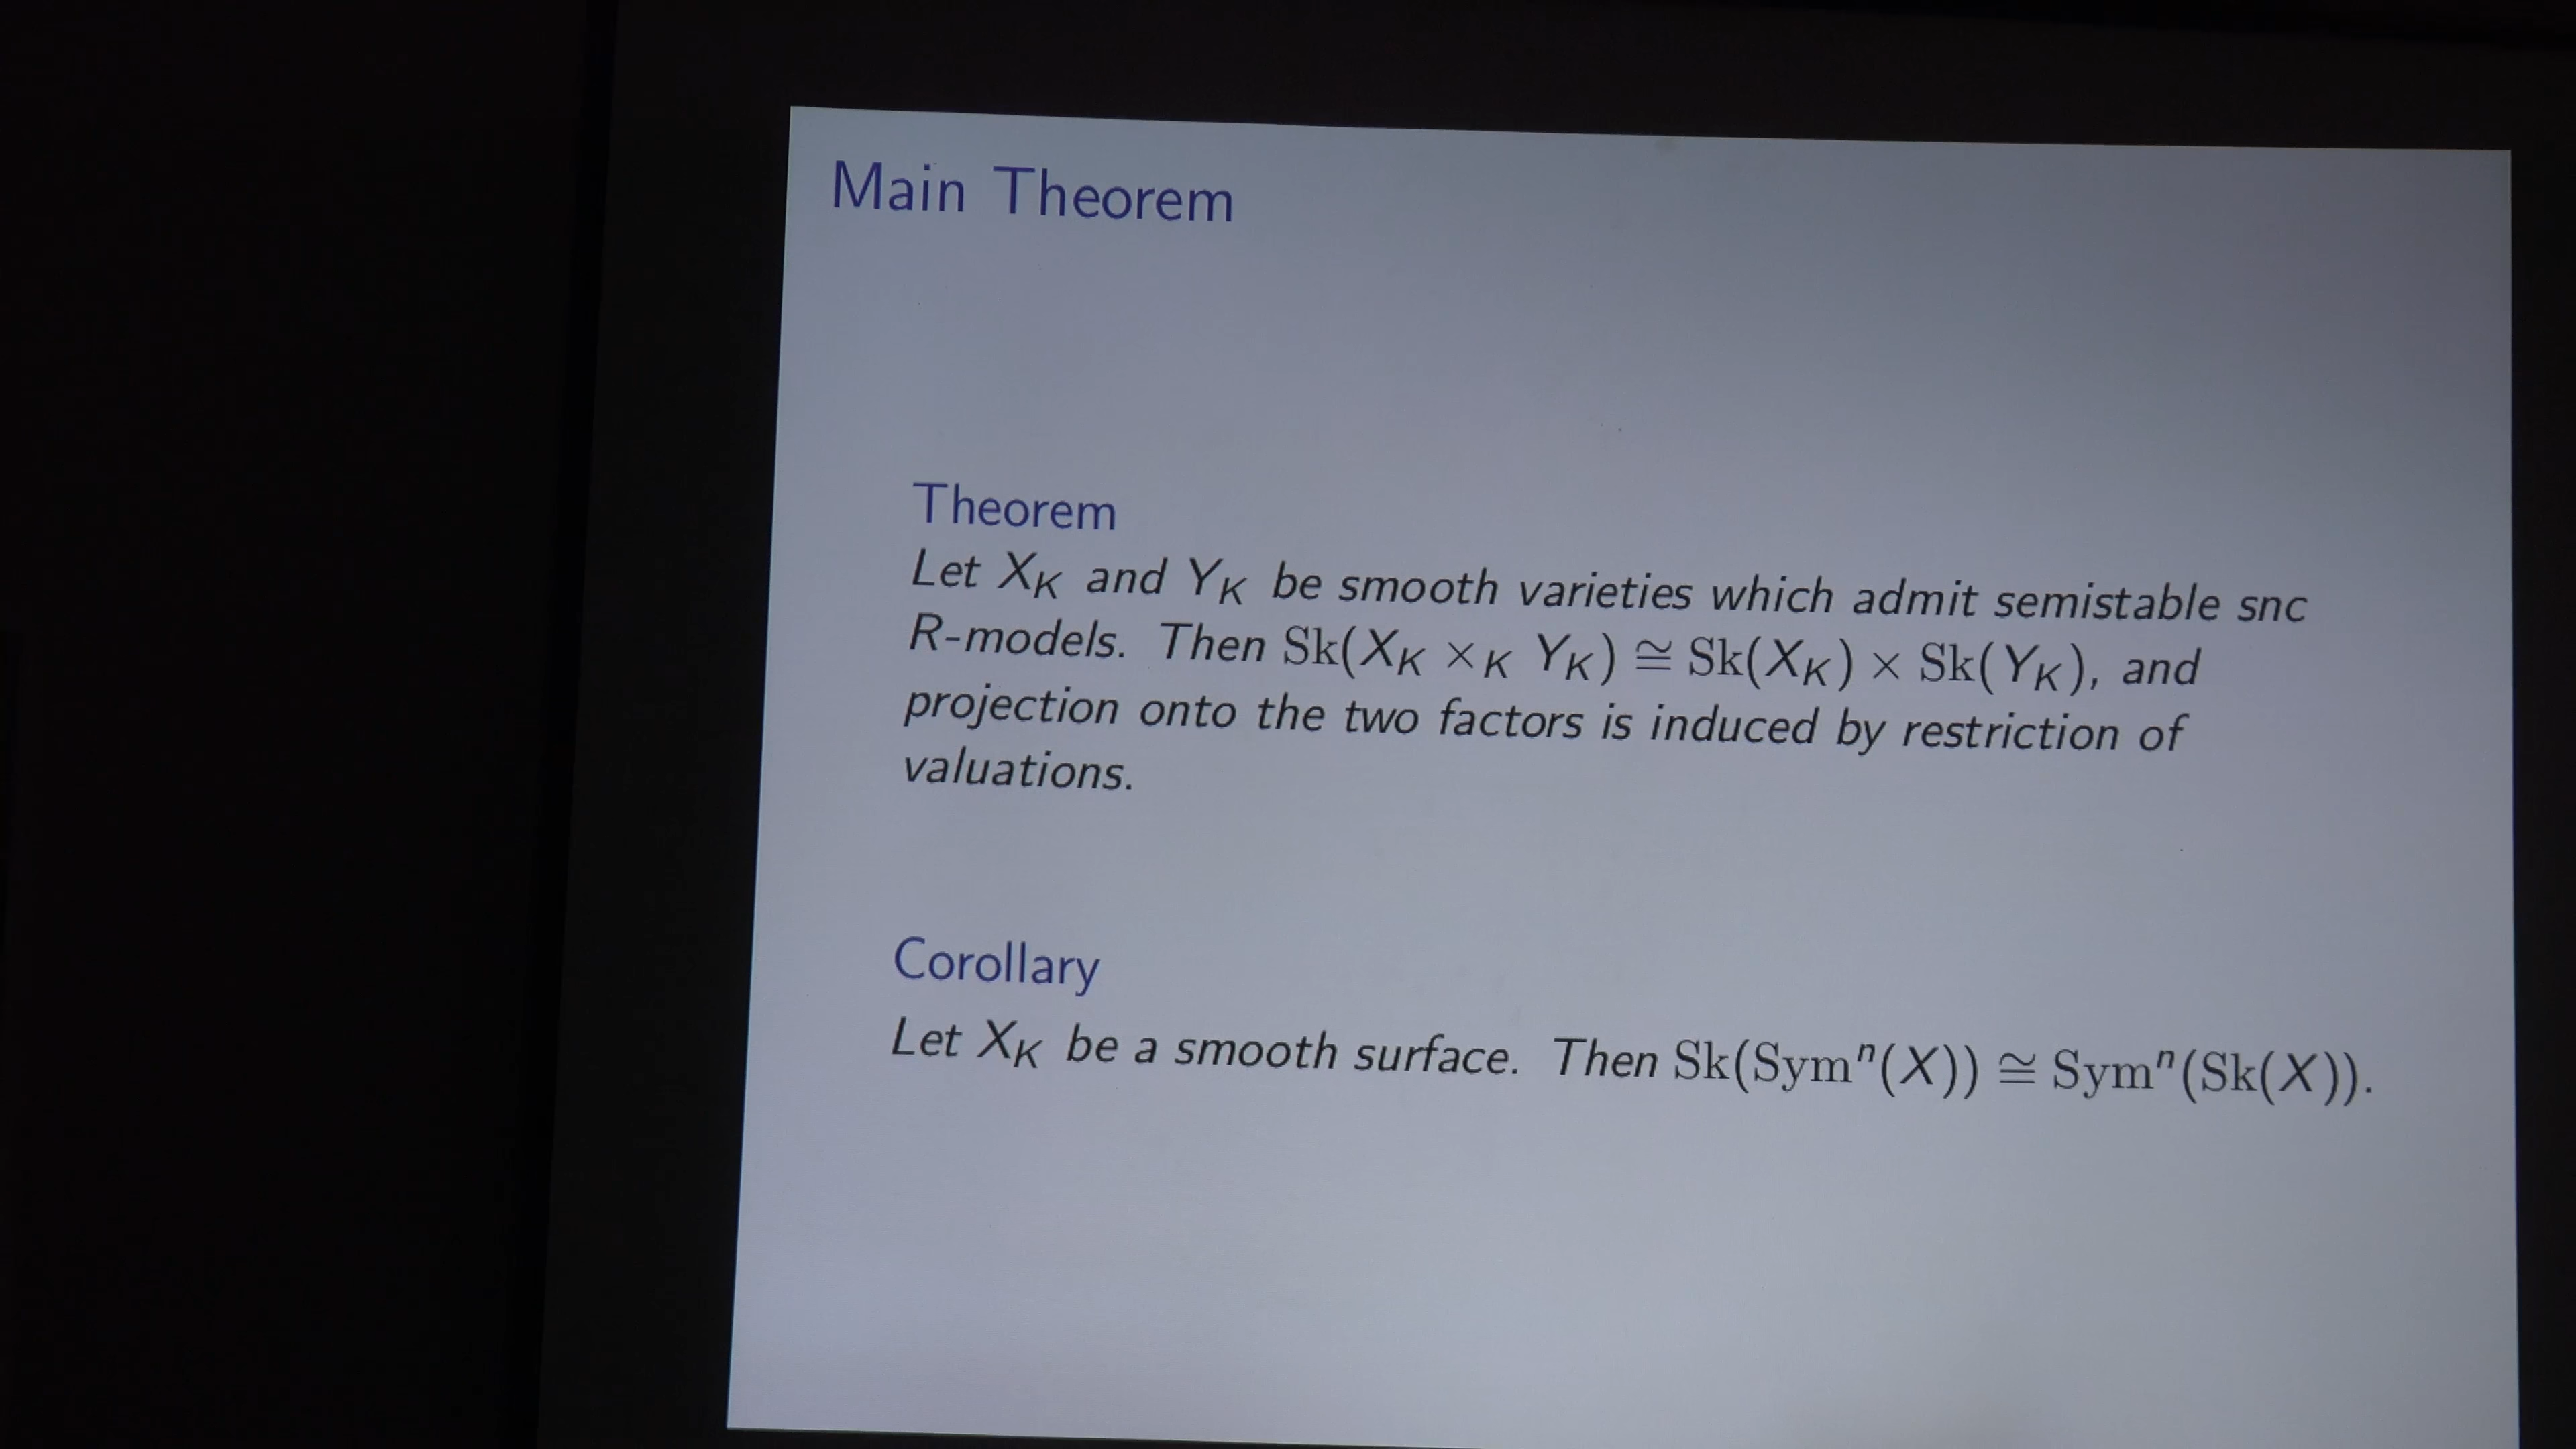 Main Theorem
Theorem
Let X_K and Y_K be smooth varieties which admit semistable snc
R-models. Then Sk(X_K ×_K Y_K) ≅ Sk(X_K) × Sk(Y_K), and
projection onto the two factors is induced by restriction of
valuations.
Corollary
Let X_K be a smooth surface. Then Sk(Symⁿ(X)) ≅ Symⁿ(Sk(X)).